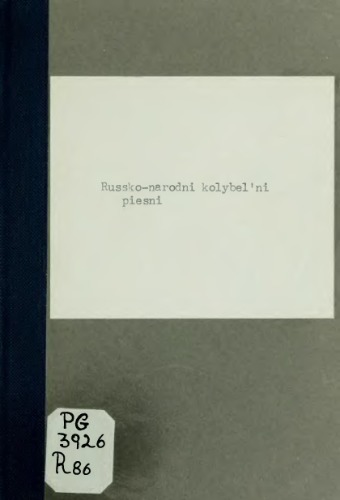 Russko-narodni kolybel'ni
piesni
PG
3926
R86